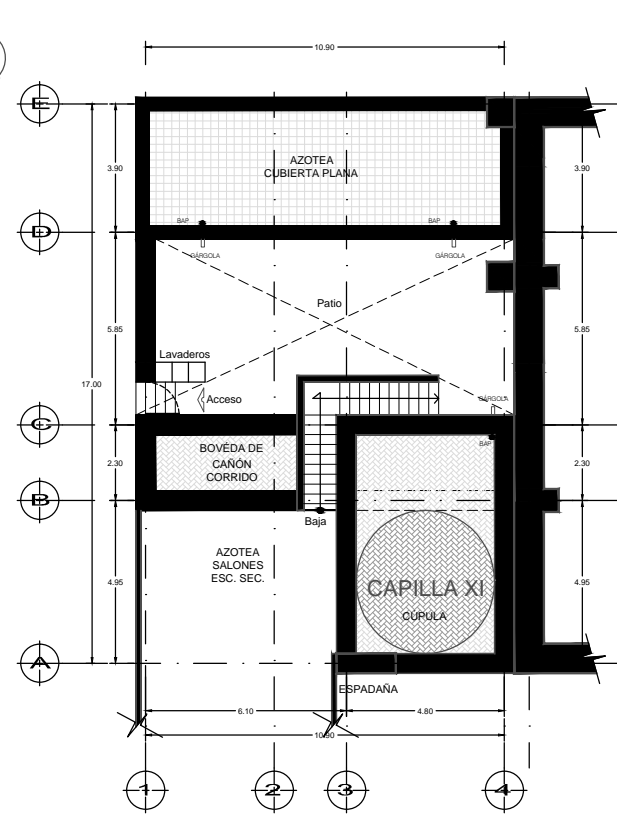 10.90
E
AZOTEA
CUBIERTA PLANA
3.90
3.90
BAP
BAP
D
GÁRGOLA
GÁRGOLA
Patio
5.85
5.85
Lavaderos
17.00
Acceso
GÁRGOLA
C
BAP
BOVÉDA DE
CAÑÓN
CORRIDO
2.30
2.30
B
Baja
AZOTEA
SALONES
ESC. SEC.
4.95
4.95
CAPILLA XI
CÚPULA
A
ESPADAÑA
6.10
4.80
10.90
1
2
3
4